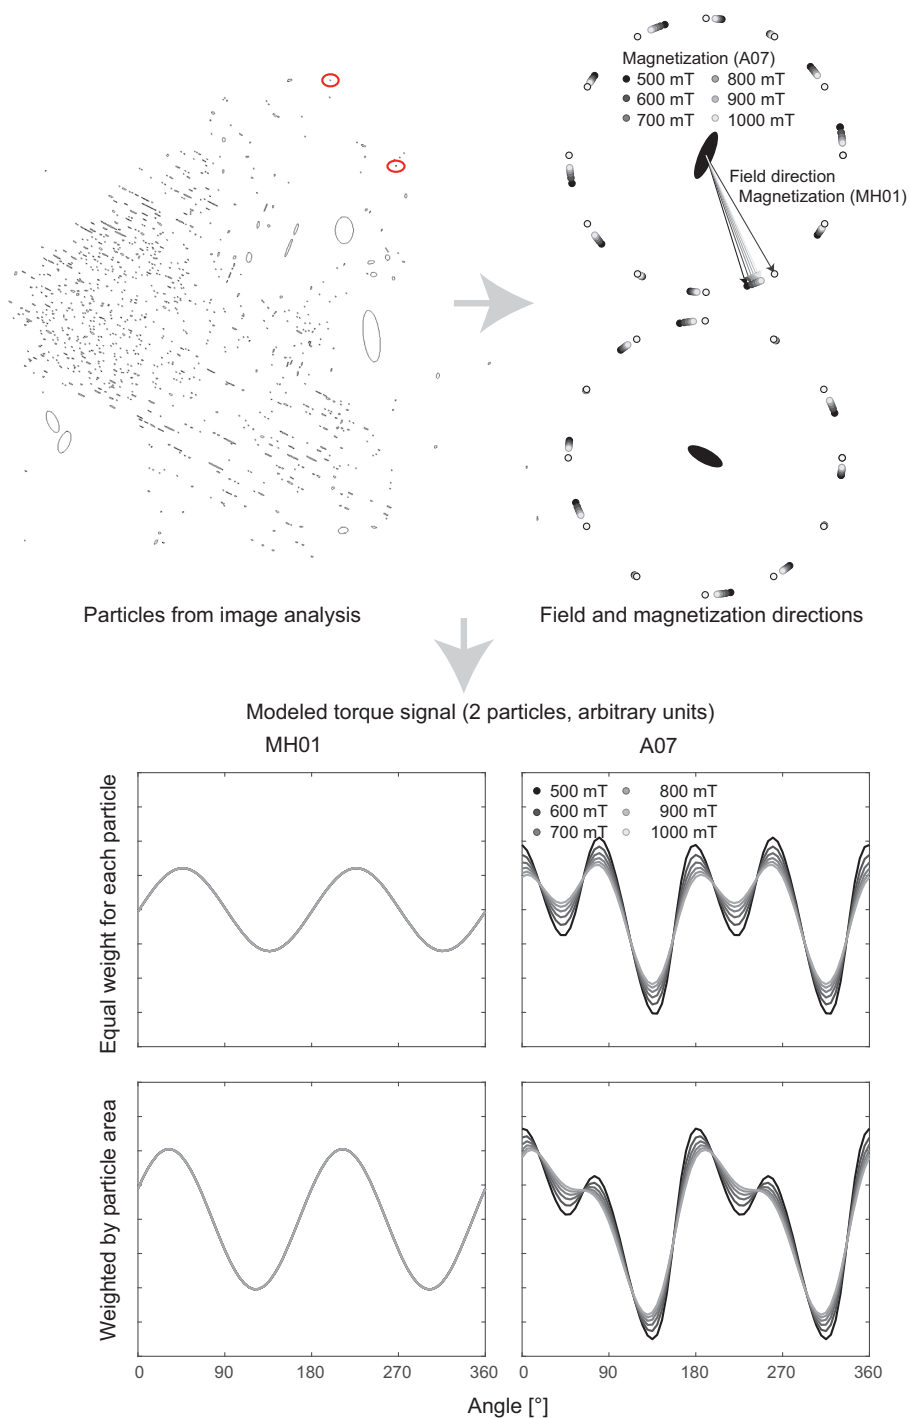 Magnetization (A07)
500 mT 800 mT
600 mT 900 mT
700 mT 1000 mT
Field direction
Magnetization (MH01)
Particles from image analysis
Field and magnetization directions
Modeled torque signal (2 particles, arbitrary units)
MH01 A07
Equal weight for each particle
500 mT 800 mT
600 mT 900 mT
700 mT 1000 mT
Weighted by particle area
0 90 180 270 360 0 90 180 270 360
Angle [°]